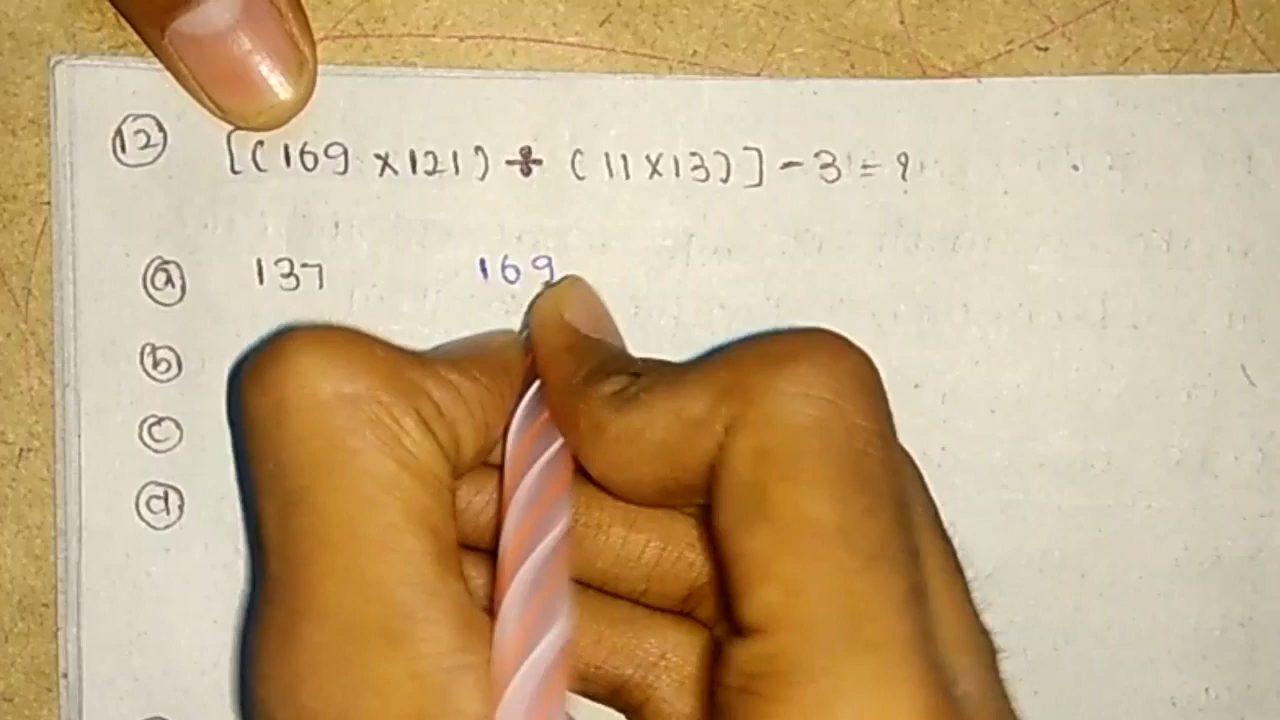 12 [(169 × 121) ÷ (11 × 13)] - 3 = ?
a 137 169
b
c
d